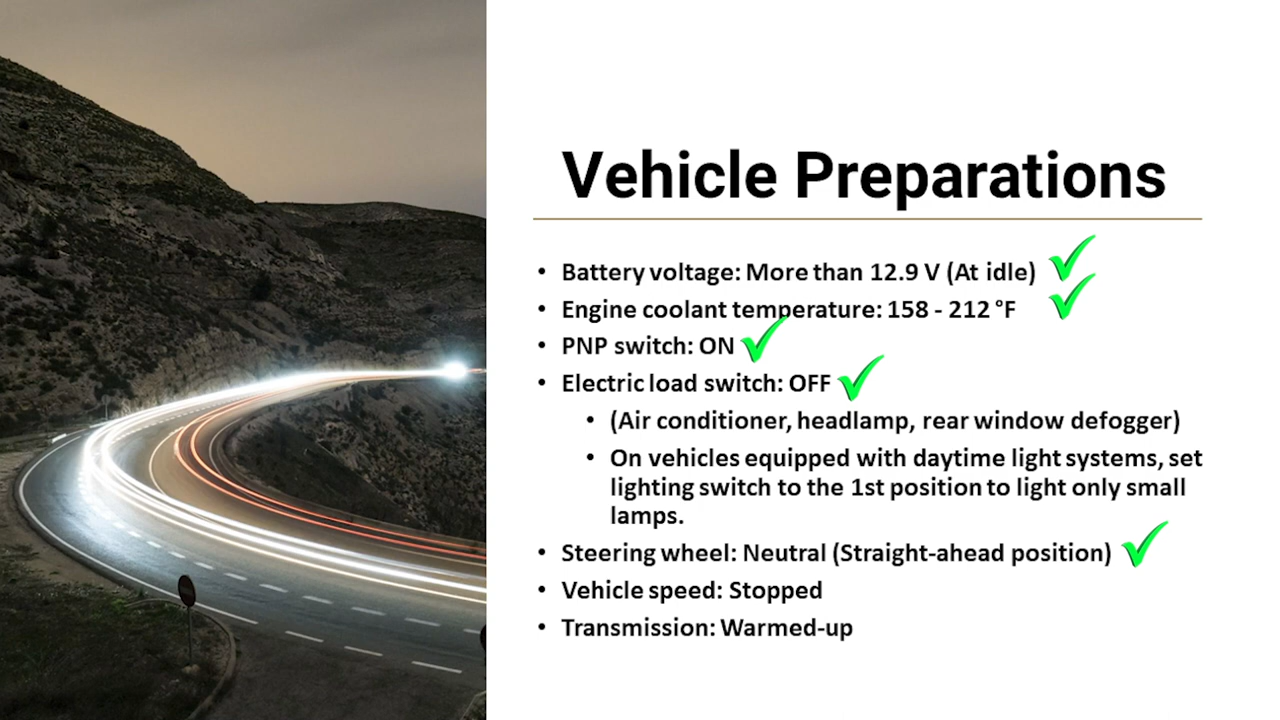 Vehicle Preparations
• Battery voltage: More than 12.9 V (At idle)
• Engine coolant temperature: 158 - 212 °F
• PNP switch: ON
• Electric load switch: OFF
• (Air conditioner, headlamp, rear window defogger)
• On vehicles equipped with daytime light systems, set
lighting switch to the 1st position to light only small
lamps.
• Steering wheel: Neutral (Straight-ahead position)
• Vehicle speed: Stopped
• Transmission: Warmed-up